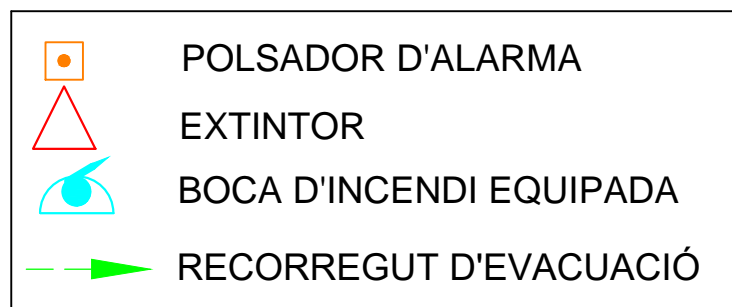 POLSADOR D'ALARMA
EXTINTOR
BOCA D'INCENDI EQUIPADA
RECORREGUT D'EVACUACIÓ